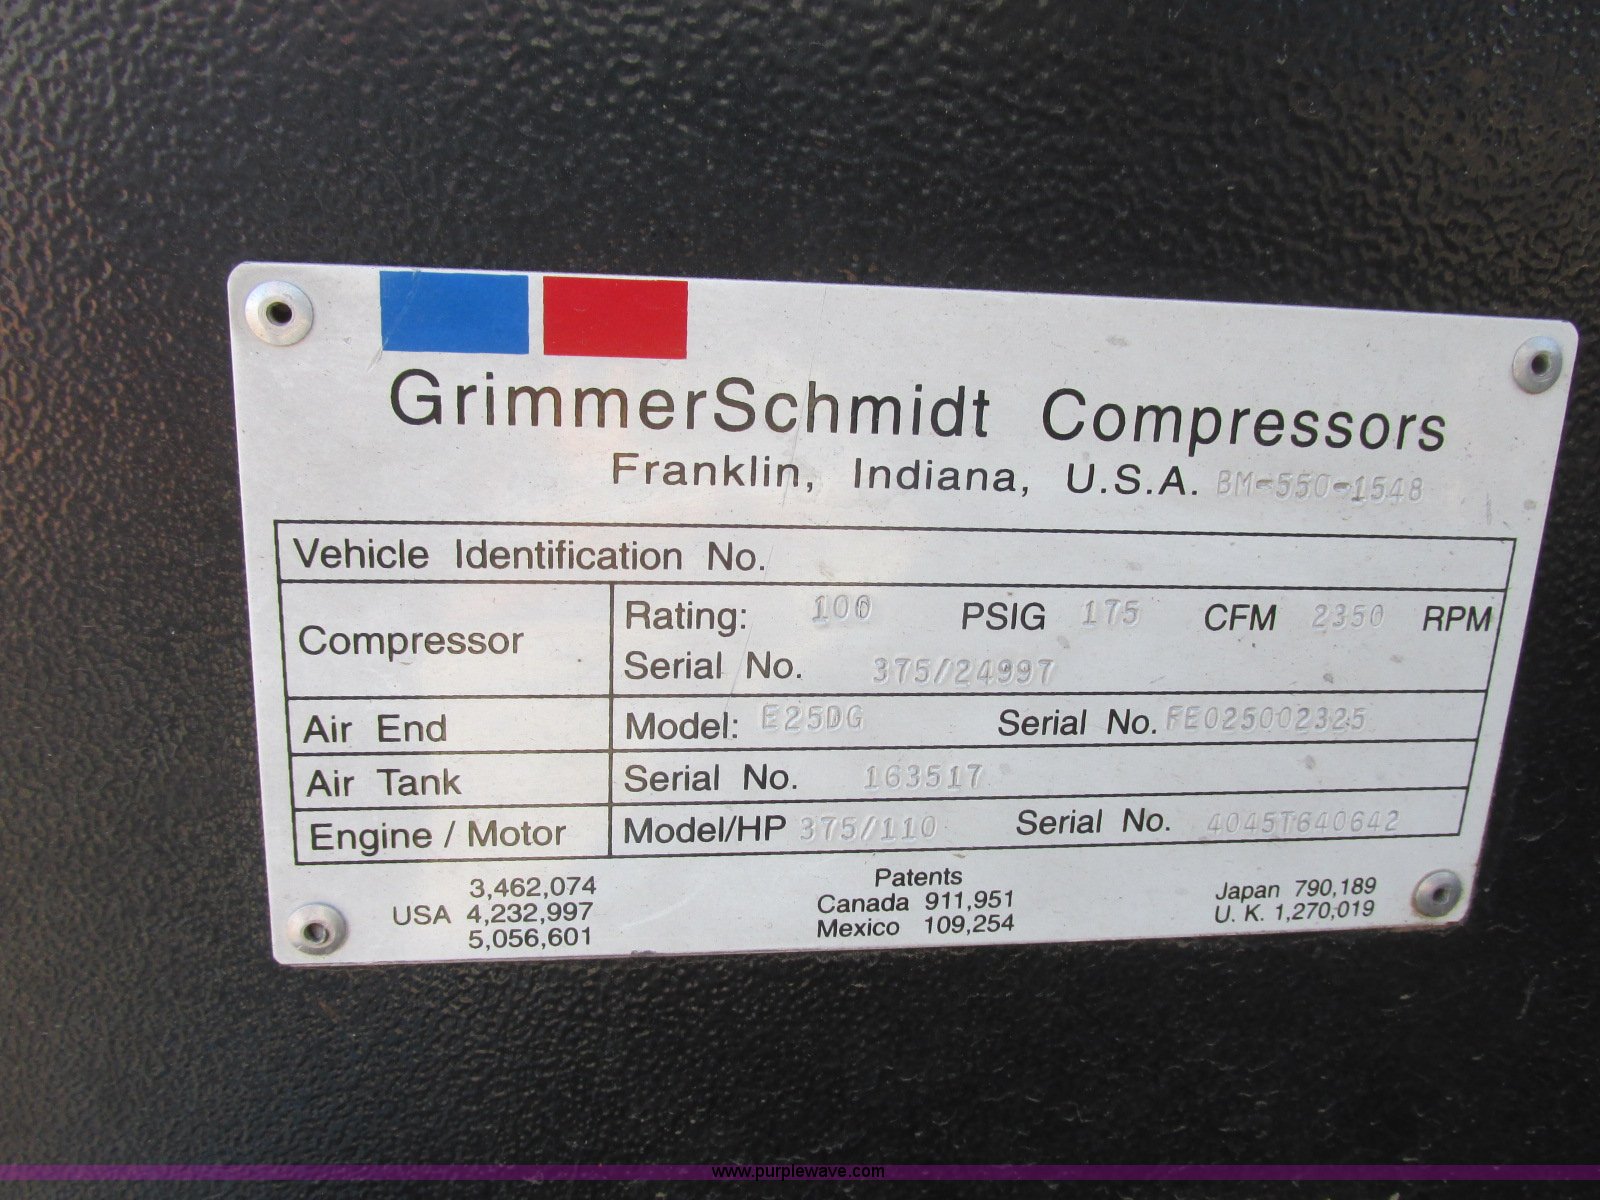 GrimmerSchmidt Compressors
Franklin, Indiana, U.S.A. BM-550-1548
Vehicle Identification No.
Compressor
Rating: 100 PSIG 175 CFM 2350 RPM
Serial No. 375/24997
Air End Model: E25DG Serial No. FE025002325
Air Tank Serial No. 163517
Engine / Motor Model/HP 375/110 Serial No. 4045T640642
Patents
USA 3,462,074
4,232,997
5,056,601
Canada 911,951
Mexico 109,254
Japan 790,189
U. K. 1,270,019
www.purplewave.com